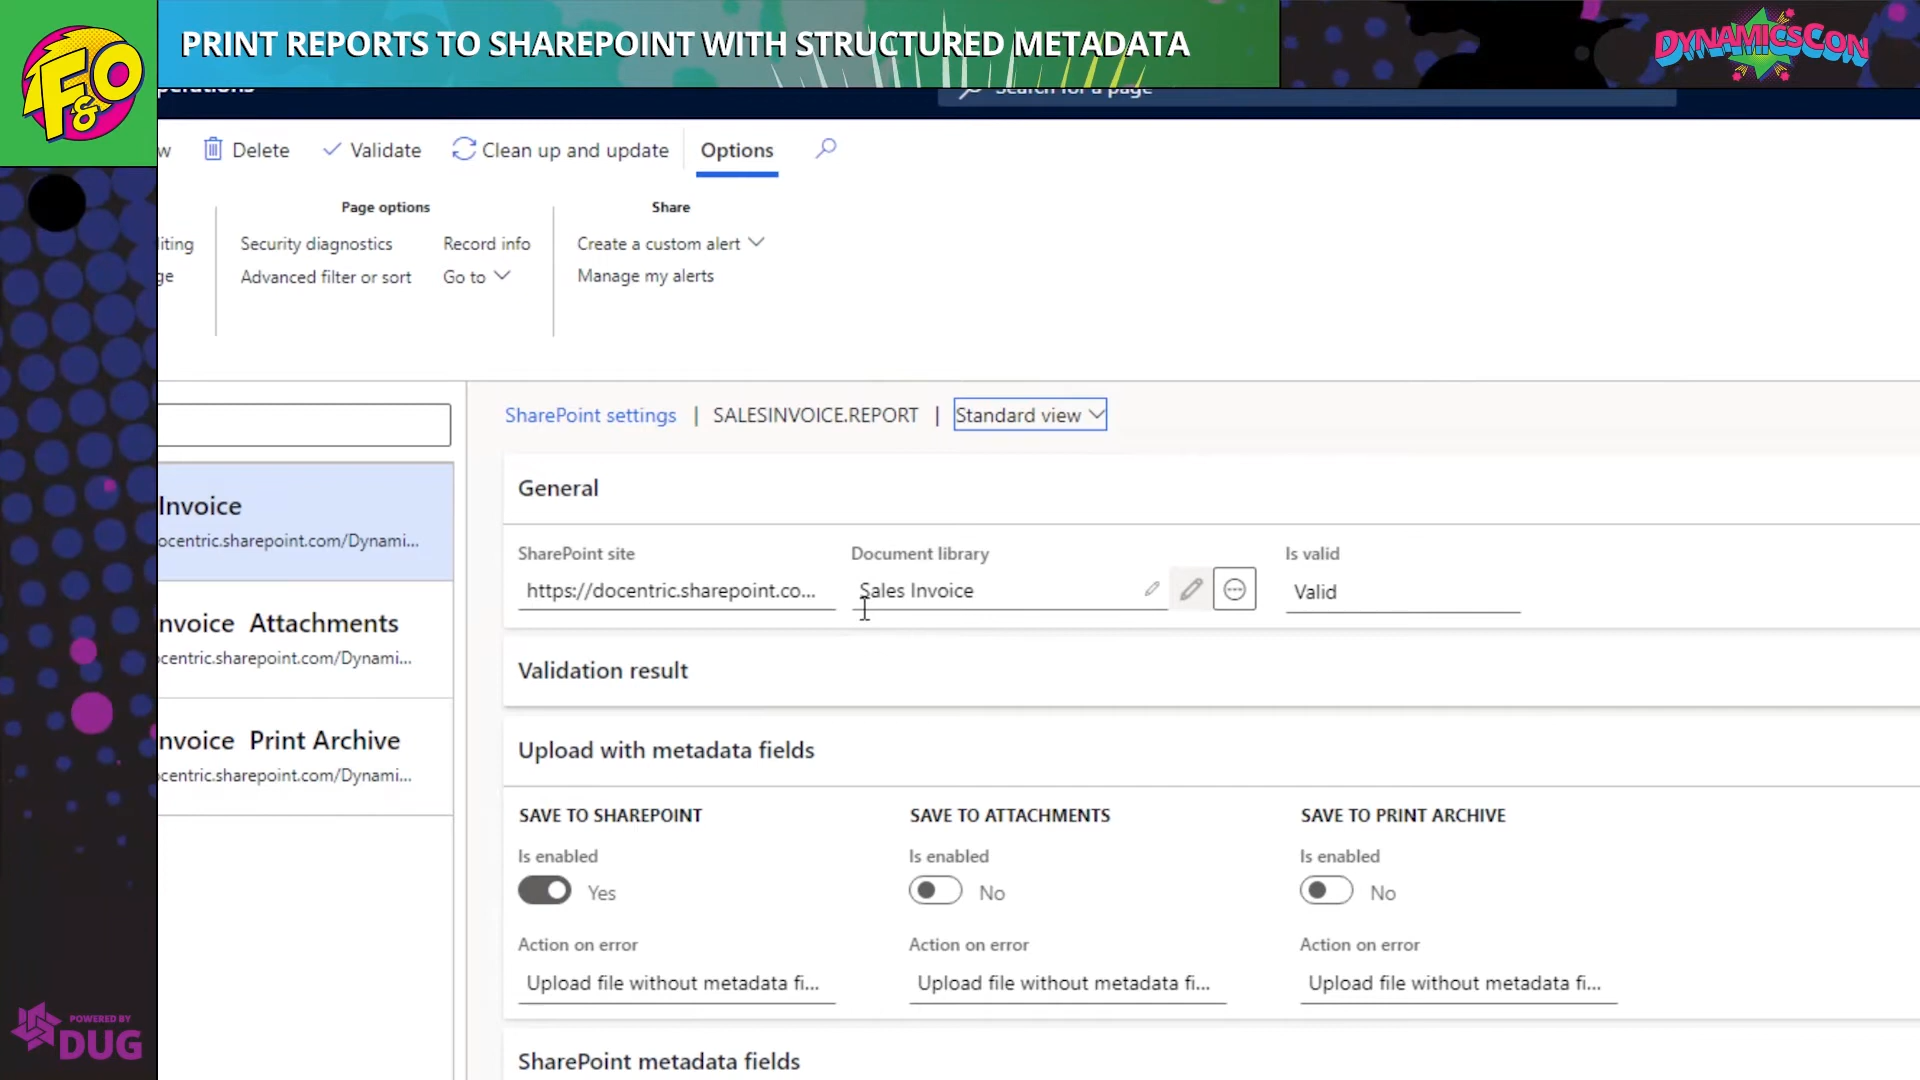 F&O
PRINT REPORTS TO SHAREPOINT WITH STRUCTURED METADATA
DYNAMICSCON
perations
Search for a page
w
Delete
Validate
Clean up and update
Options
Page options
Share
iting
Security diagnostics
Record info
Create a custom alert
ge
Advanced filter or sort
Go to
Manage my alerts
SharePoint settings | SALESINVOICE.REPORT | Standard view
Invoice
ocentric.sharepoint.com/Dynami...
nvoice Attachments
centric.sharepoint.com/Dynami...
nvoice Print Archive
centric.sharepoint.com/Dynami...
General
SharePoint site
Document library
Is valid
https://docentric.sharepoint.co...
Sales Invoice
Valid
Validation result
Upload with metadata fields
SAVE TO SHAREPOINT
SAVE TO ATTACHMENTS
SAVE TO PRINT ARCHIVE
Is enabled
Is enabled
Is enabled
Yes
No
No
Action on error
Action on error
Action on error
Upload file without metadata fi...
Upload file without metadata fi...
Upload file without metadata fi...
SharePoint metadata fields
POWERED BY
DUG